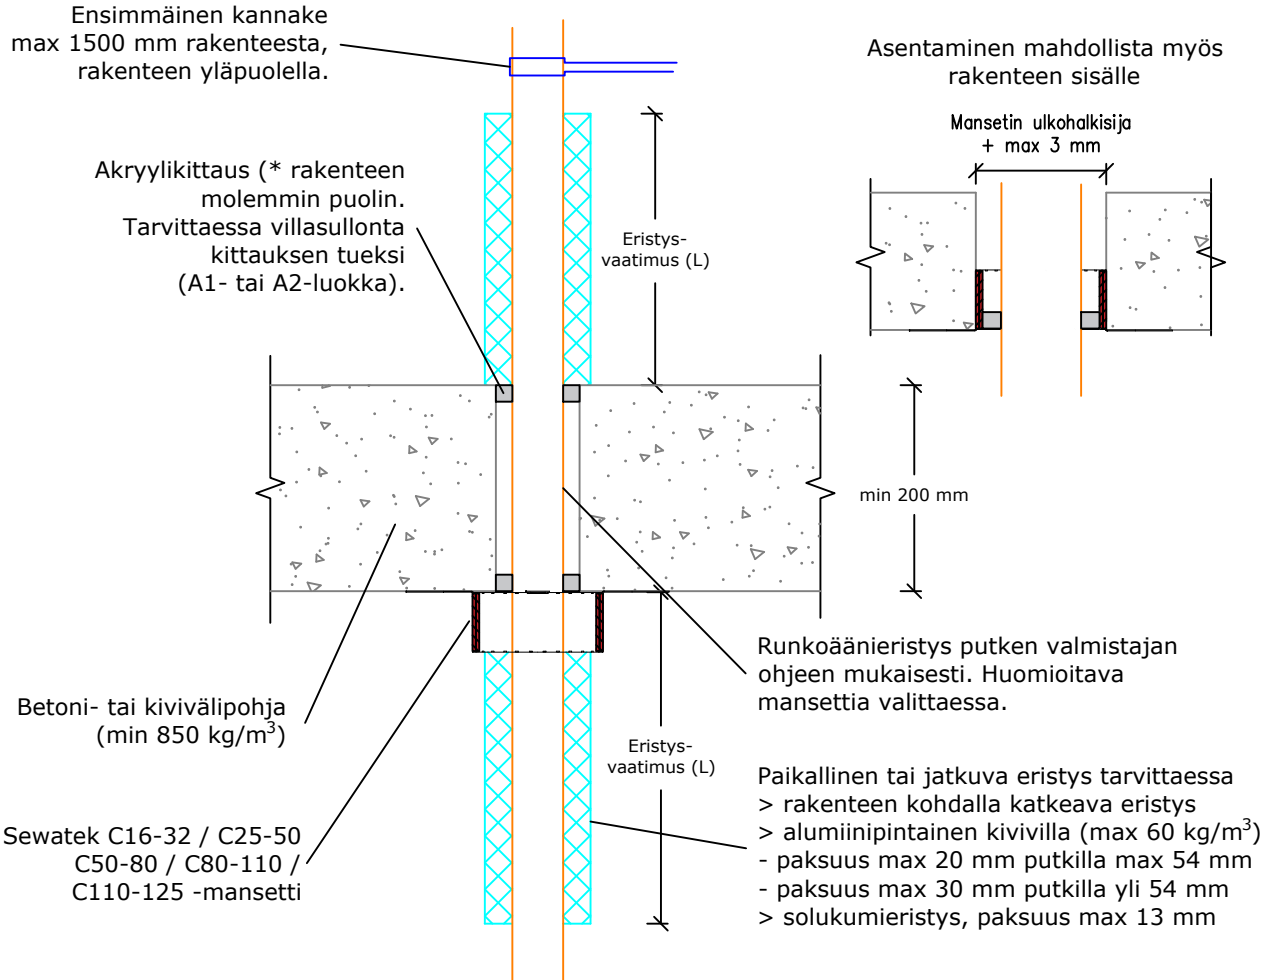 Ensimmäinen kannake
max 1500 mm rakenteesta,
rakenteen yläpuolella.
Asentaminen mahdollista myös
rakenteen sisälle
Mansetin ulkohalkisija
+ max 3 mm
Akryylikittaus (* rakenteen
molemmin puolin.
Tarvittaessa villasullonta
kittauksen tueksi
(A1- tai A2-luokka).
Eristys-
vaatimus (L)
min 200 mm
Runkoäänieristys putken valmistajan
ohjeen mukaisesti. Huomioitava
mansettia valittaessa.
Betoni- tai kivivälipohja
(min 850 kg/m³)
Eristys-
vaatimus (L)
Paikallinen tai jatkuva eristys tarvittaessa
> rakenteen kohdalla katkeava eristys
> alumiinipintainen kivivilla (max 60 kg/m³)
- paksuus max 20 mm putkilla max 54 mm
- paksuus max 30 mm putkilla yli 54 mm
> solukumieristys, paksuus max 13 mm
Sewatek C16-32 / C25-50
C50-80 / C80-110 /
C110-125 -mansetti